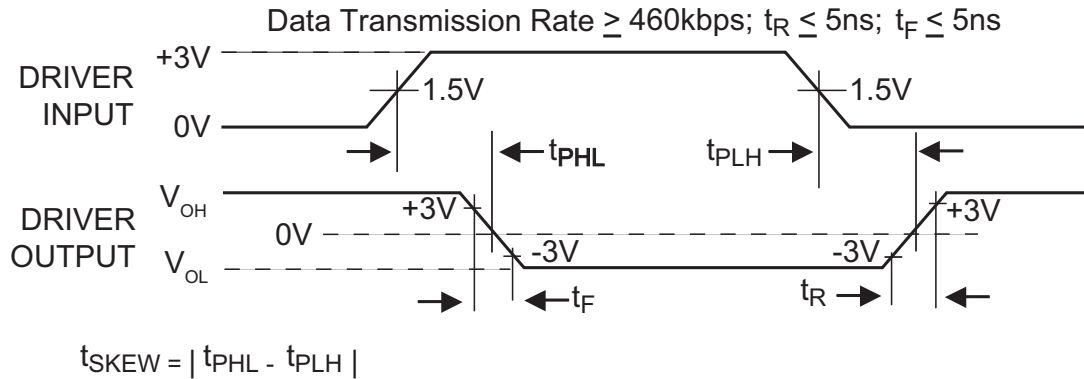 Data Transmission Rate ≥ 460kbps; tR ≤ 5ns; tF ≤ 5ns
+3V
DRIVER
INPUT
1.5V
1.5V
0V
tPHL
tPLH
VOH
+3V
+3V
DRIVER
OUTPUT
0V
-3V
-3V
VOL
tF
tR
tSKEW = | tPHL - tPLH |